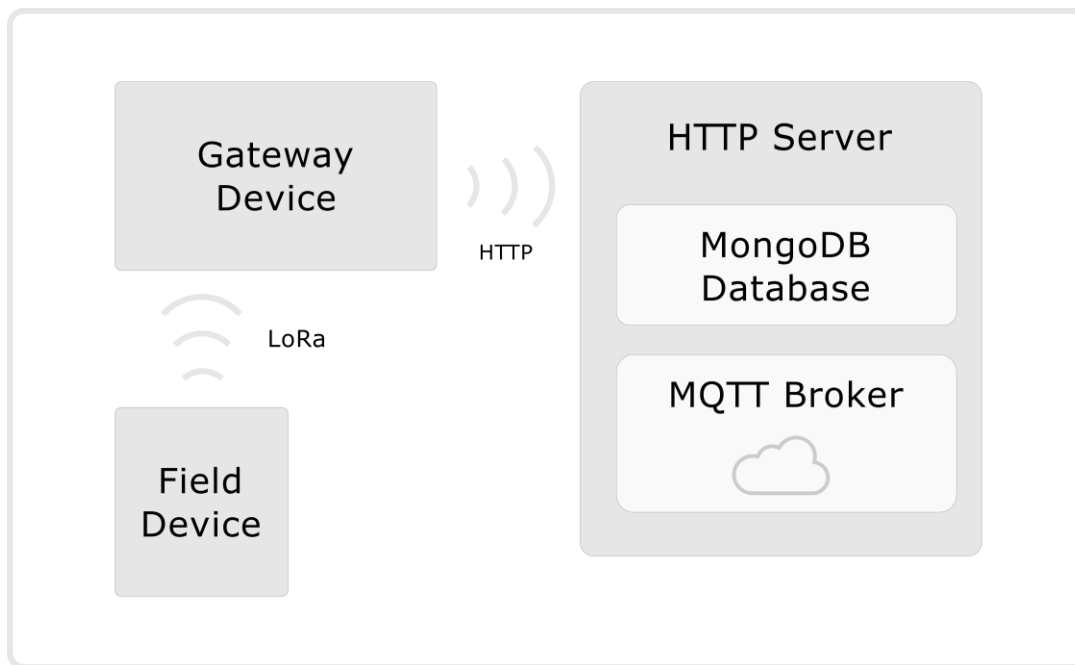 Gateway
Device
HTTP
LoRa
Field
Device
HTTP Server
MongoDB
Database
MQTT Broker